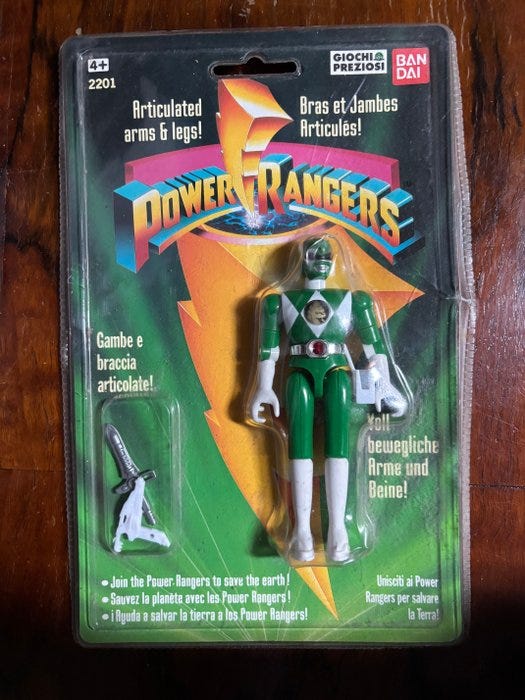 4+
2201
GIOCHI
PREZIOSI
BAN
DAI
Articulated
arms & legs!
Bras et Jambes
Articulés!
POWER RANGERS
Gambe e
braccia
articolate!
Voll
bewegliche
Arme und
Beine!
• Join the Power Rangers to save the earth!
• Sauvez la planète avec les Power Rangers!
• ¡Ayuda a salvar la tierra a los Power Rangers!
Unisciti ai Power
Rangers per salvare
la Terra!